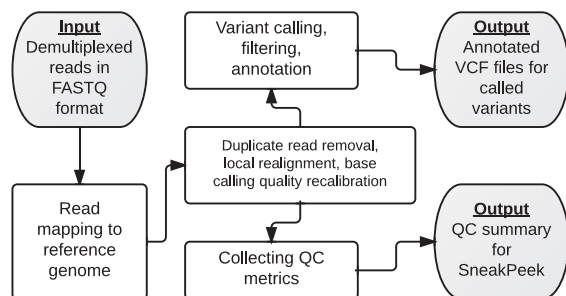 Input
Demultiplexed
reads in
FASTQ
format
Read
mapping to
reference
genome
Duplicate read removal,
local realignment, base
calling quality recalibration
Variant calling,
filtering,
annotation
Output
Annotated
VCF files for
called
variants
Collecting QC
metrics
Output
QC summary
for
SneakPeek